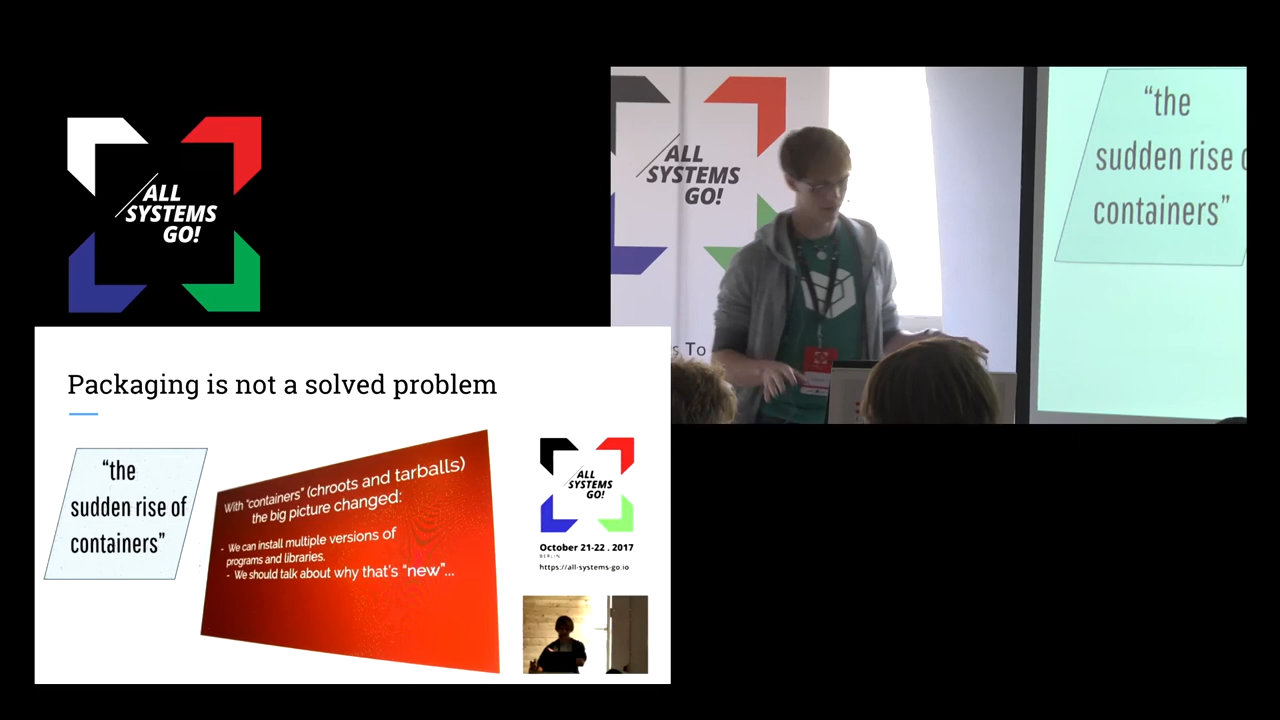 ALL
SYSTEMS
GO!
ALL
SYSTEMS
GO!
s To
“the
sudden rise
containers”
Packaging is not a solved problem
“the
sudden rise of
containers”
With “containers” (chroots and tarballs)
the big picture changed:
- We can install multiple versions of
programs and libraries.
- We should talk about why that’s “new”...
ALL
SYSTEMS
GO!
October 21-22 . 2017
BERLIN
https://all-systems-go.io